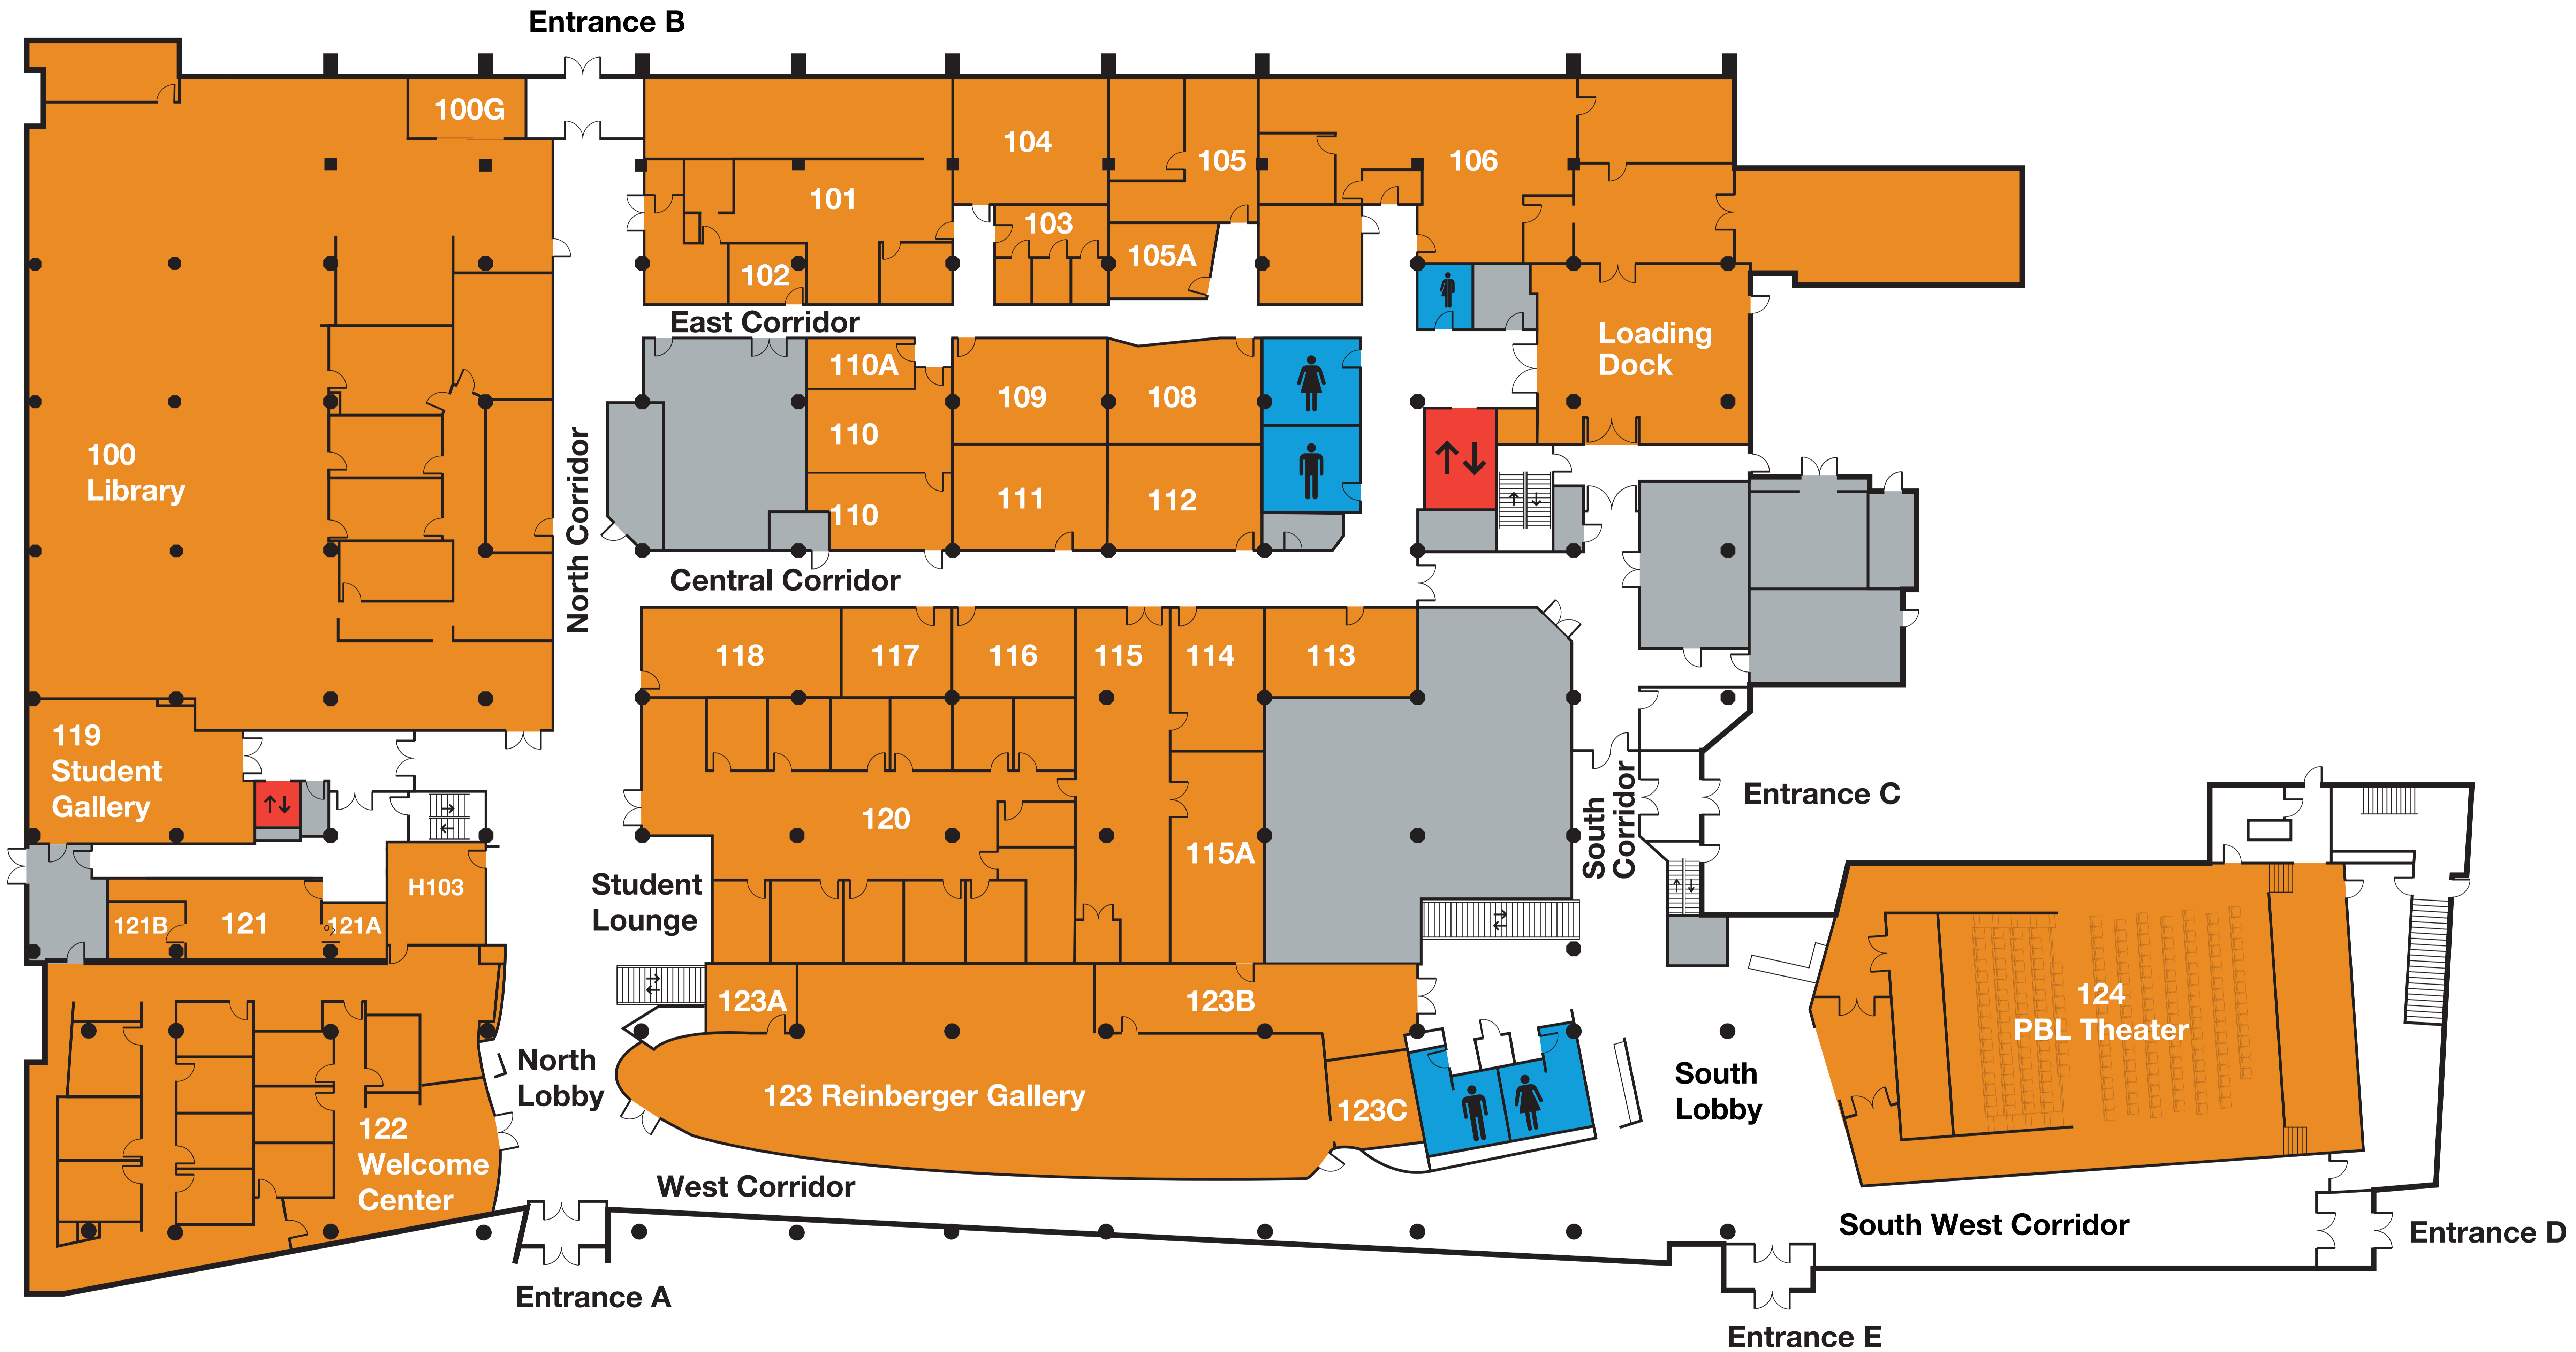 Entrance B
100G
104
105
106
101
103
105A
102
East Corridor
Loading
Dock
110A
109
108
110
100
Library
North Corridor
111
112
110
Central Corridor
118
117
116
115
114
113
119
Student
Gallery
120
115A
South
Corridor
Entrance C
H103
121B
121
121A
Student
Lounge
123A
123B
124
PBL Theater
North
Lobby
123 Reinberger Gallery
123C
South
Lobby
122
Welcome
Center
West Corridor
South West Corridor
Entrance D
Entrance A
Entrance E